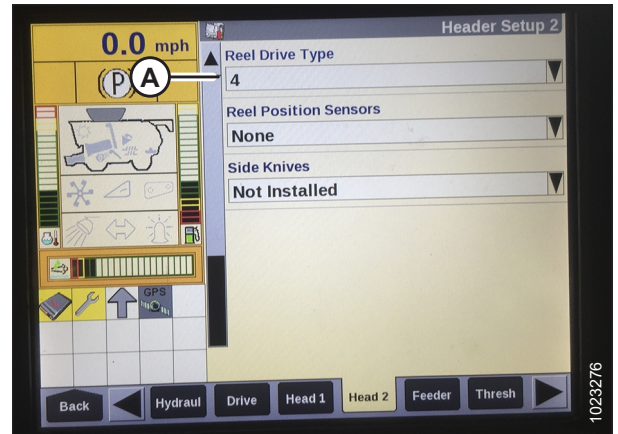 0.0 mph
Header Setup 2
(P)
A
Reel Drive Type
4
Reel Position Sensors
None
Side Knives
Not Installed
GPS
Back
Hydraul
Drive
Head 1
Head 2
Feeder
Thresh
1023276